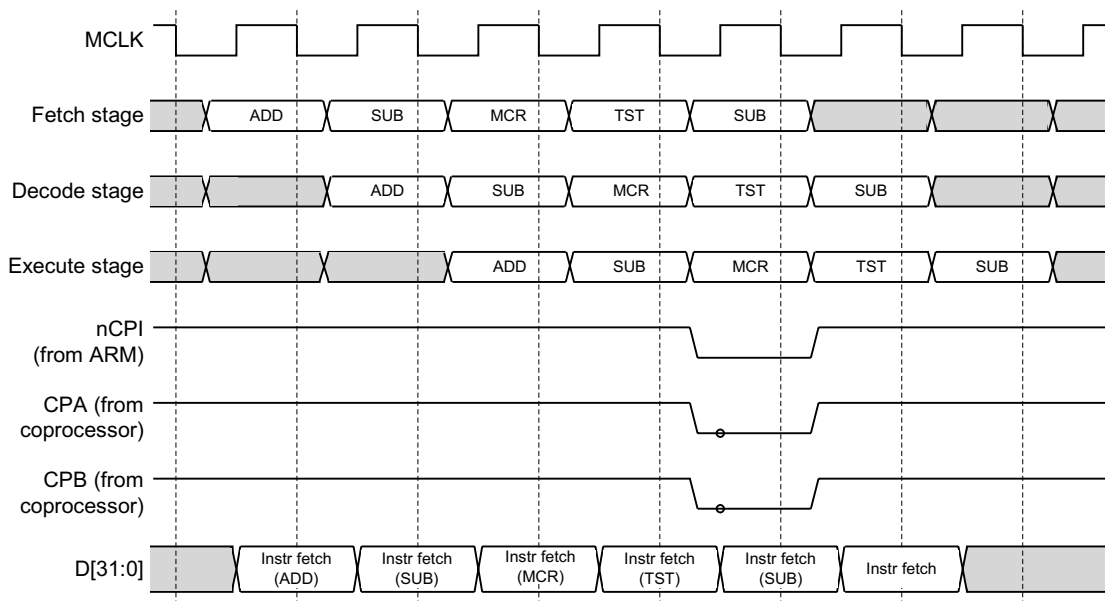 MCLK
Fetch stage
ADD
SUB
MCR
TST
SUB
Decode stage
ADD
SUB
MCR
TST
SUB
Execute stage
ADD
SUB
MCR
TST
SUB
nCPI
(from ARM)
CPA (from
coprocessor)
CPB (from
coprocessor)
D[31:0]
Instr fetch
(ADD)
Instr fetch
(SUB)
Instr fetch
(MCR)
Instr fetch
(TST)
Instr fetch
(SUB)
Instr fetch